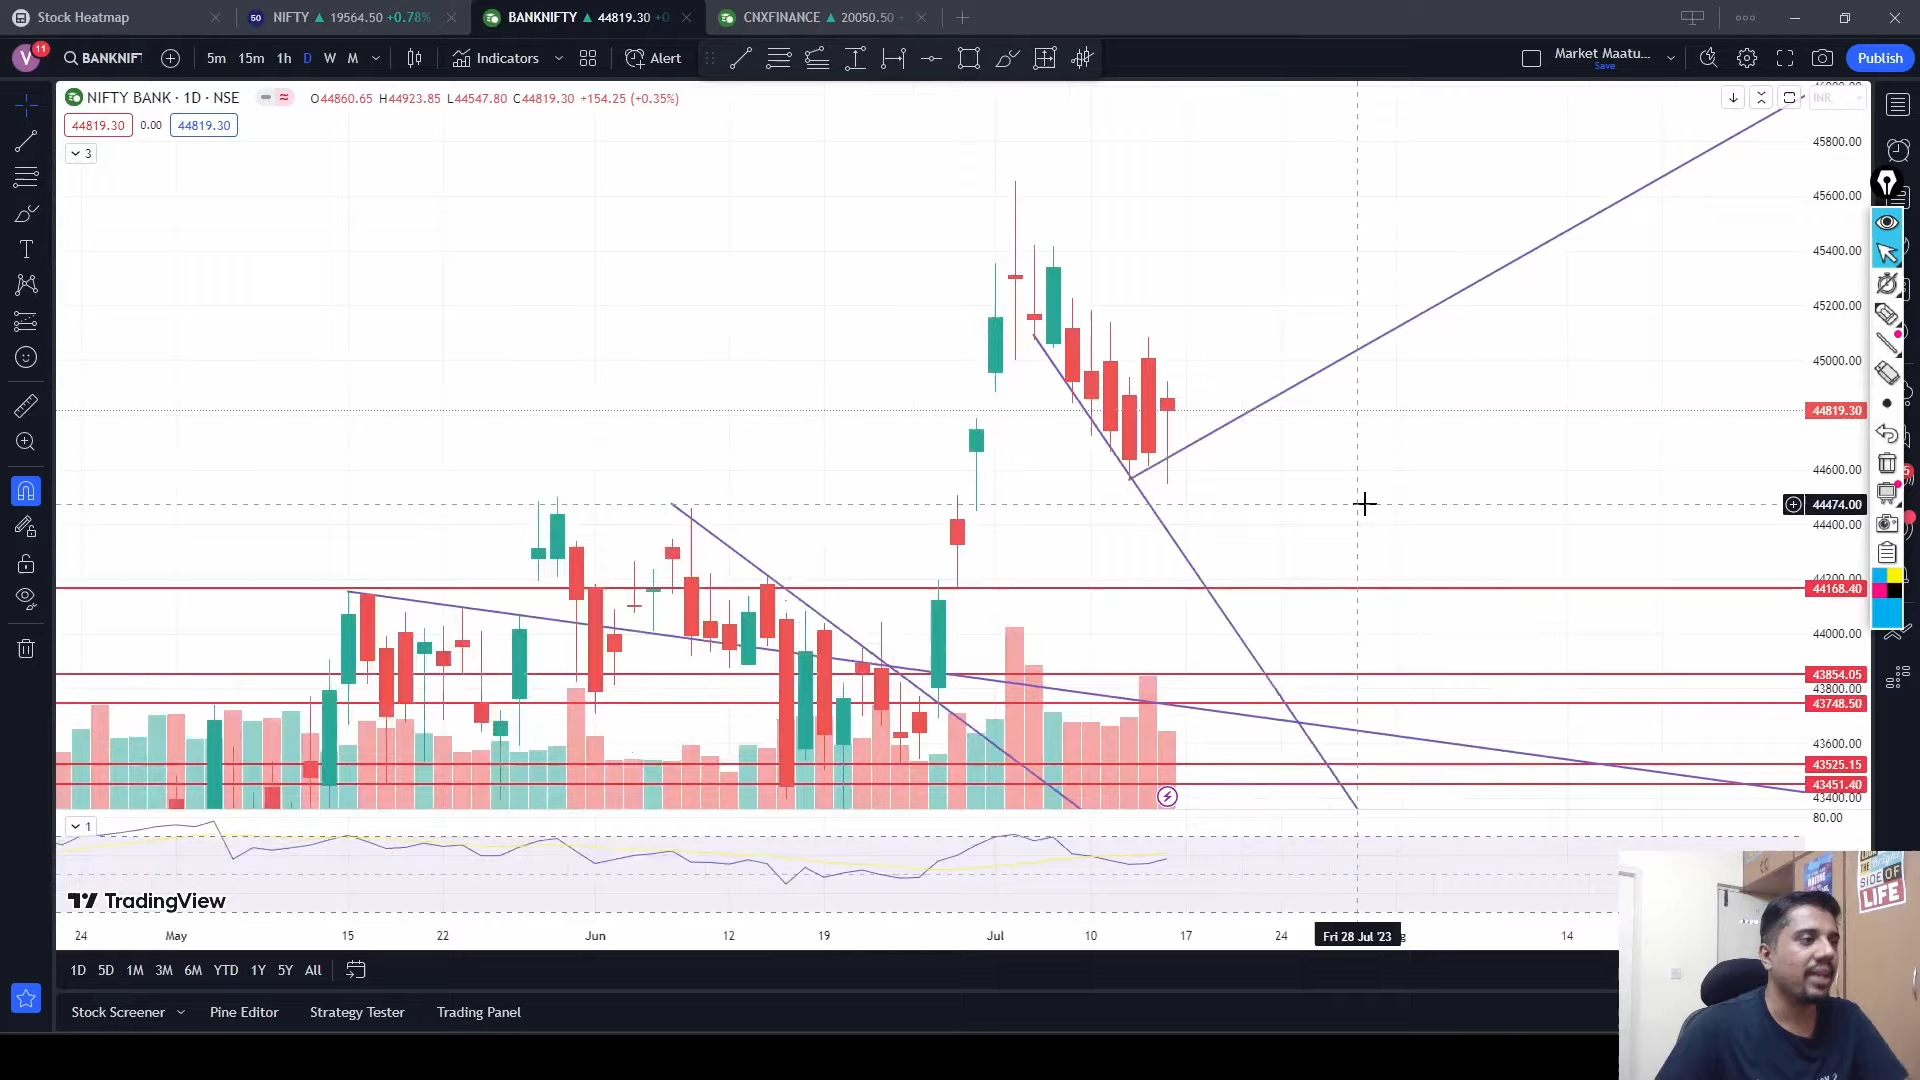 Stock Heatmap
50 NIFTY ▲ 19564.50 +0.78%
BANKNIFTY ▲ 44819.30 +0
CNXFINANCE ▲ 20050.50
V 11
BANKNIF
5m 15m 1h D W M
Indicators
Alert
Market Maatu...
Save
Publish
NIFTY BANK · 1D · NSE
O44860.65 H44923.85 L44547.80 C44819.30 +154.25 (+0.35%)
INR
44819.30 0.00 44819.30
3
45800.00
45600.00
45400.00
45200.00
45000.00
44819.30
44600.00
44474.00
44400.00
44200.00
44168.40
44000.00
43854.05
43800.00
43748.50
43600.00
43525.15
43451.40
43400.00
80.00
1
TradingView
SIDE OF
LIFE
24 May 15 22 Jun 12 19 Jul 10 17 24 Fri 28 Jul '23 14
1D 5D 1M 3M 6M YTD 1Y 5Y All
Stock Screener Pine Editor Strategy Tester Trading Panel